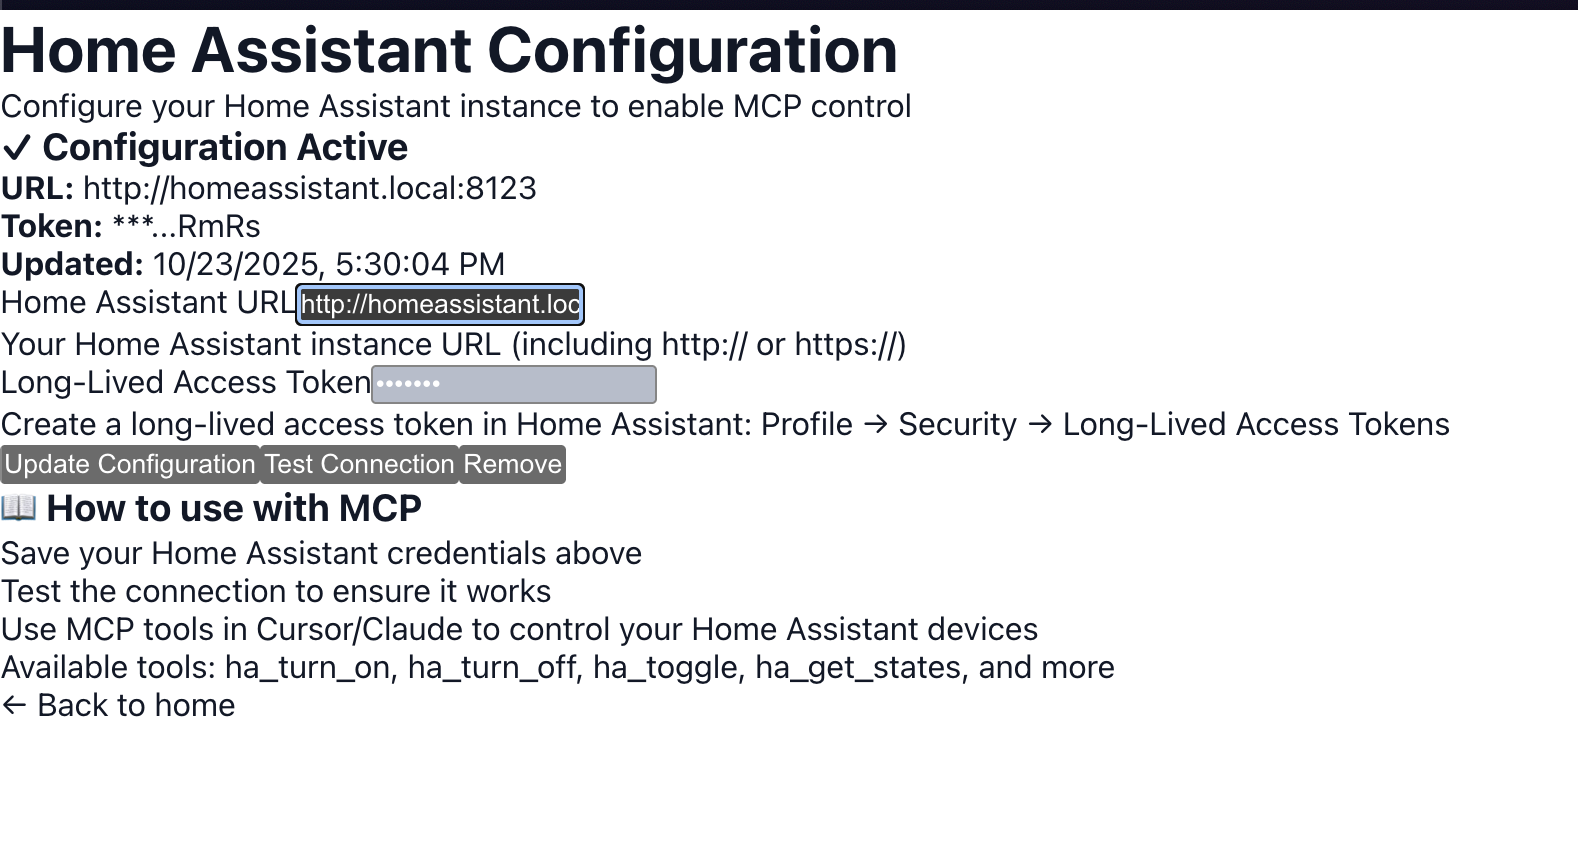 Home Assistant Configuration
Configure your Home Assistant instance to enable MCP control
✓ Configuration Active
URL: http://homeassistant.local:8123
Token: ***...RmRs
Updated: 10/23/2025, 5:30:04 PM
Home Assistant URL http://homeassistant.loc
Your Home Assistant instance URL (including http:// or https://)
Long-Lived Access Token •••••••
Create a long-lived access token in Home Assistant: Profile → Security → Long-Lived Access Tokens
Update Configuration Test Connection Remove
📖 How to use with MCP
Save your Home Assistant credentials above
Test the connection to ensure it works
Use MCP tools in Cursor/Claude to control your Home Assistant devices
Available tools: ha_turn_on, ha_turn_off, ha_toggle, ha_get_states, and more
← Back to home